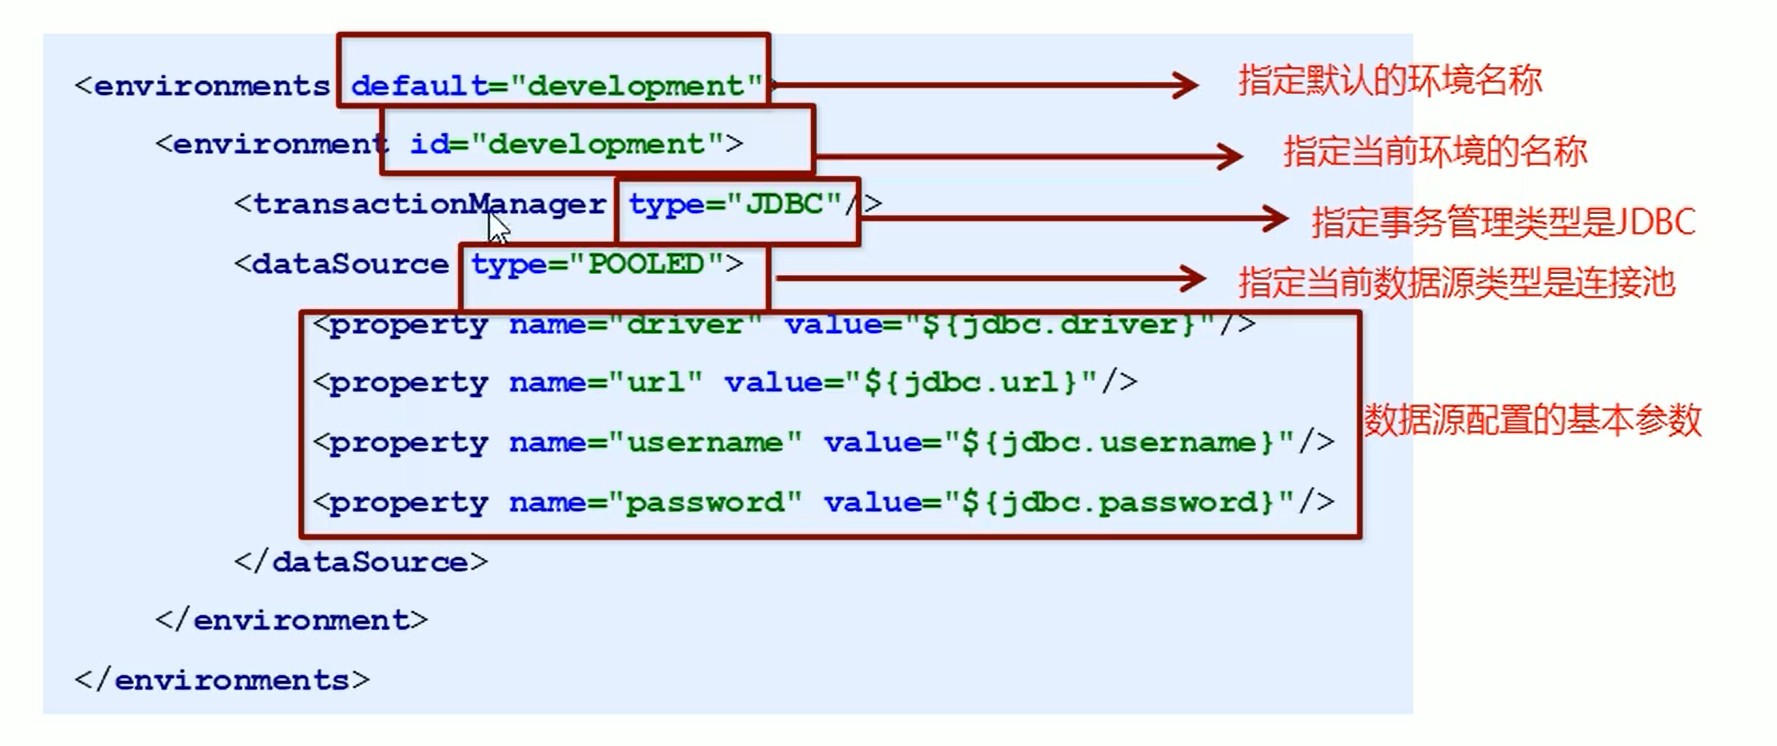 <environments default="development">
指定默认的环境名称
<environment id="development">
指定当前环境的名称
<transactionManager type="JDBC"/>
指定事务管理类型是JDBC
<dataSource type="POOLED">
指定当前数据源类型是连接池
<property name="driver" value="${jdbc.driver}"/>
<property name="url" value="${jdbc.url}"/>
<property name="username" value="${jdbc.username}"/>
数据源配置的基本参数
<property name="password" value="${jdbc.password}"/>
</dataSource>
</environment>
</environments>